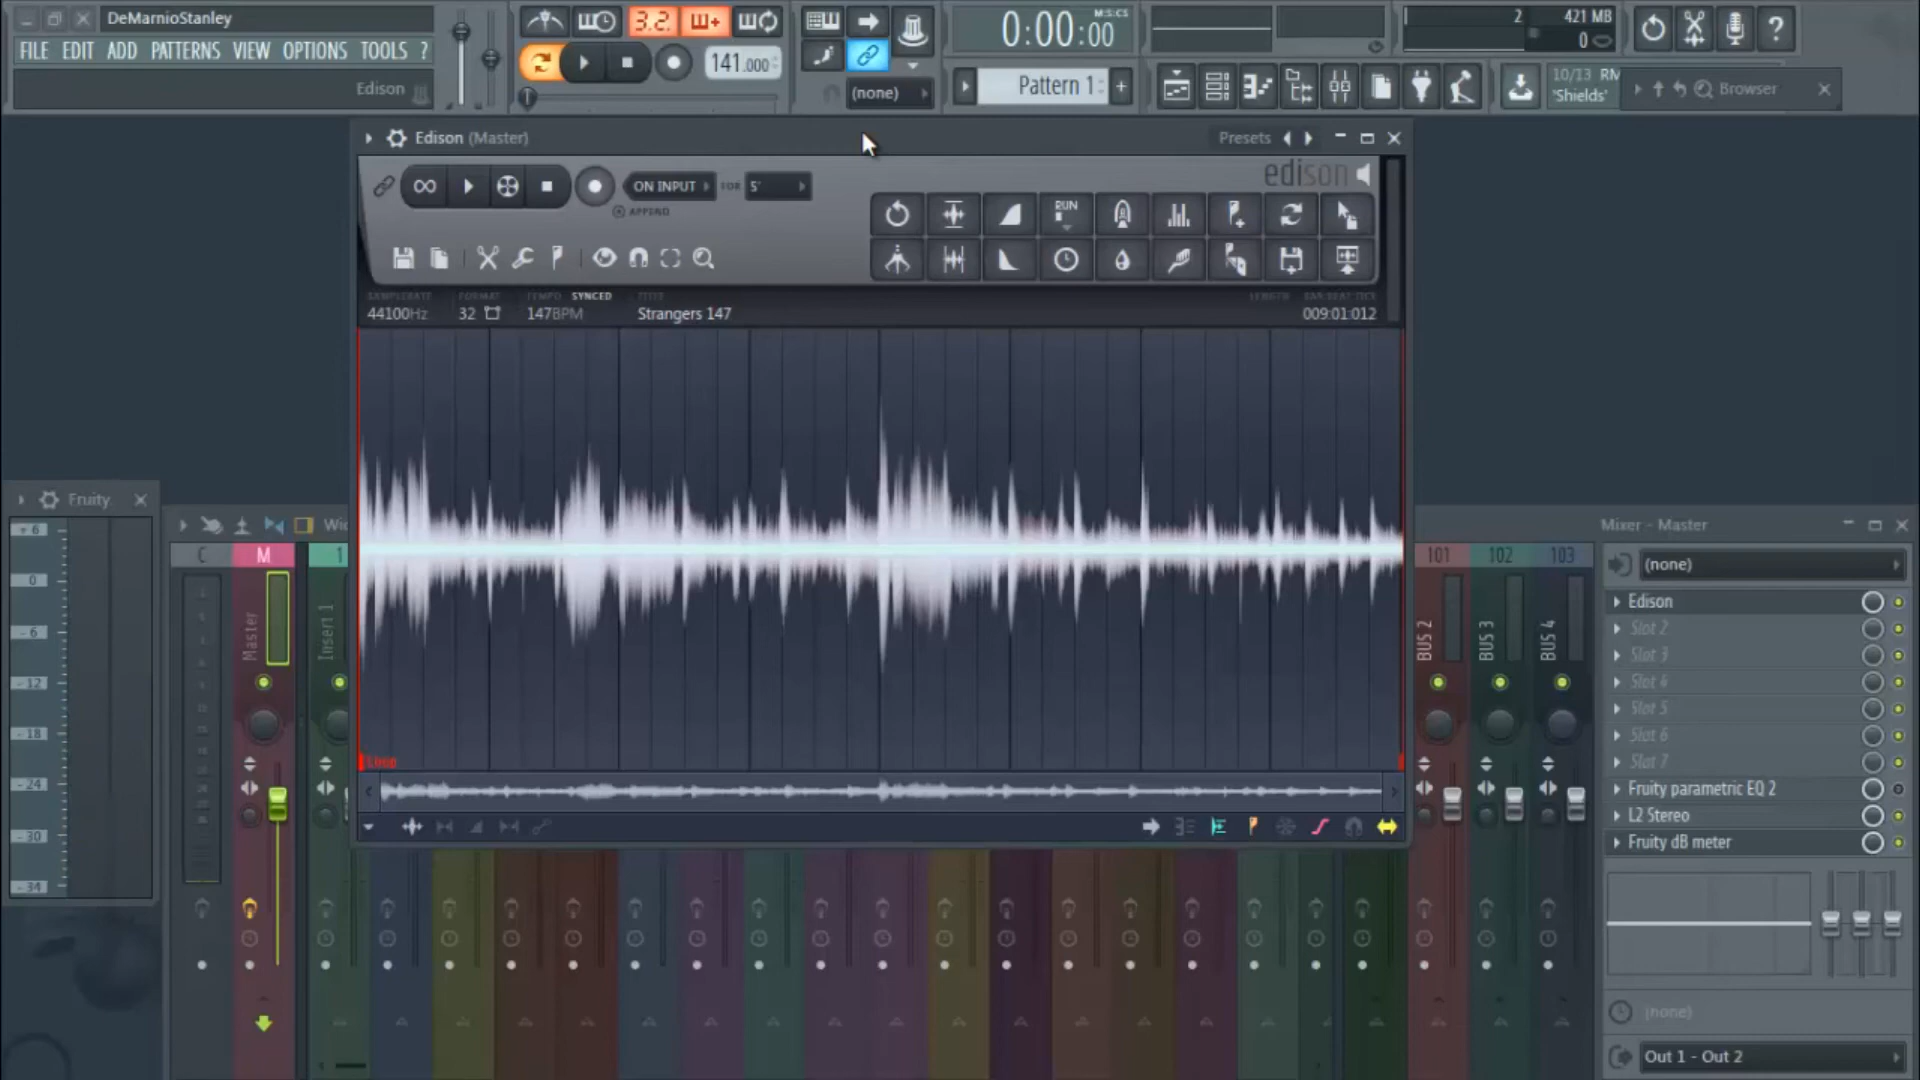 DeMarnioStanley
FILE EDIT ADD PATTERNS VIEW OPTIONS TOOLS ?
Edison
3.2.
141.000
(none)
0:00:00
M:S:CS
Pattern 1
+
2
421 MB
0
?
10/13 RM
'Shields'
Browser
Edison (Master)
Presets
edison
ON INPUT
FOR
5'
APPEND
RUN
SAMPLERATE
FORMAT
TEMPO
SYNCED
TITLE
LENGTH
BAR:BEAT:TICK
44100Hz
32
147BPM
Strangers 147
009:01:012
Loop
Fruity
+6
0
-6
-12
-18
-24
-30
-34
C
M
1
Master
Insert 1
101
102
103
BUS 2
BUS 3
BUS 4
Mixer - Master
(none)
Edison
Slot 2
Slot 3
Slot 4
Slot 5
Slot 6
Slot 7
Fruity parametric EQ 2
L2 Stereo
Fruity dB meter
(none)
Out 1 - Out 2